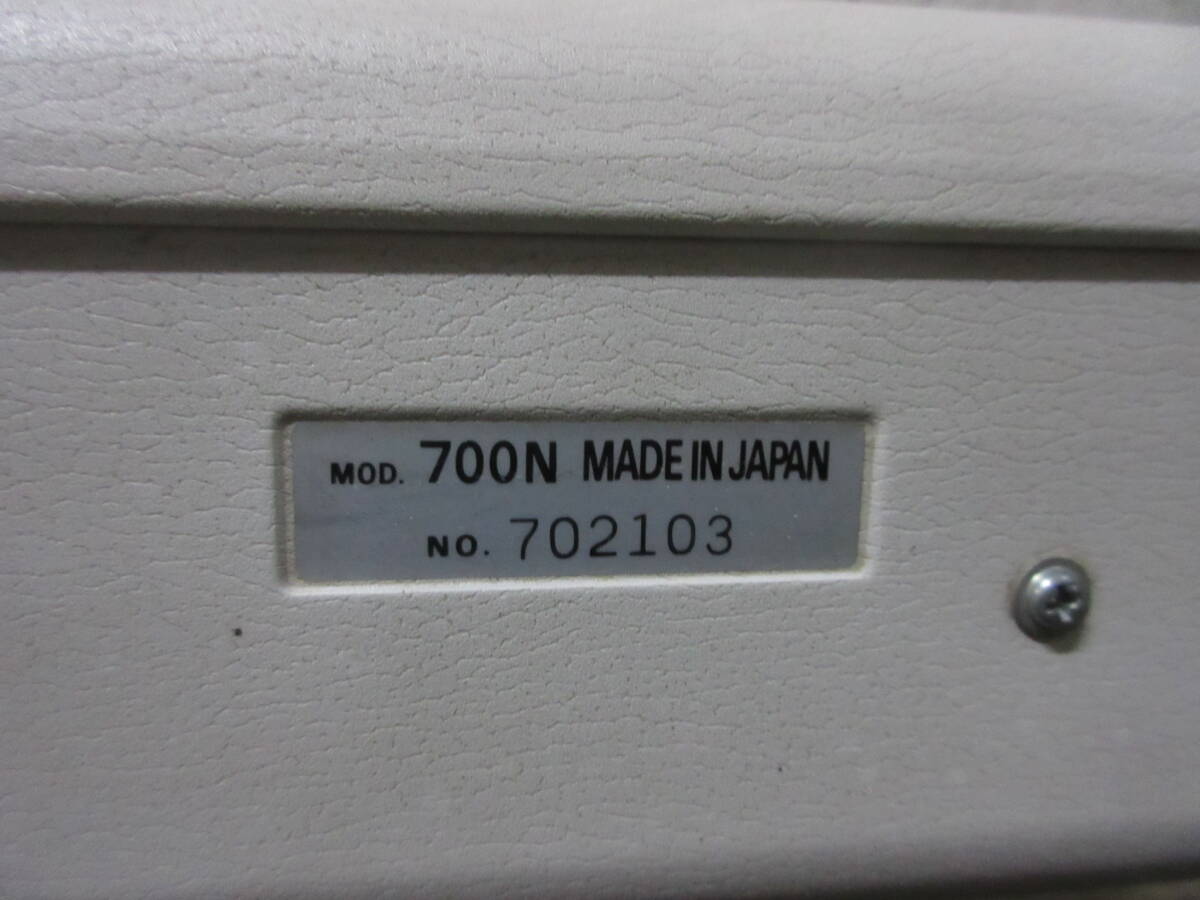 MOD. 700N MADE IN JAPAN
NO. 702103